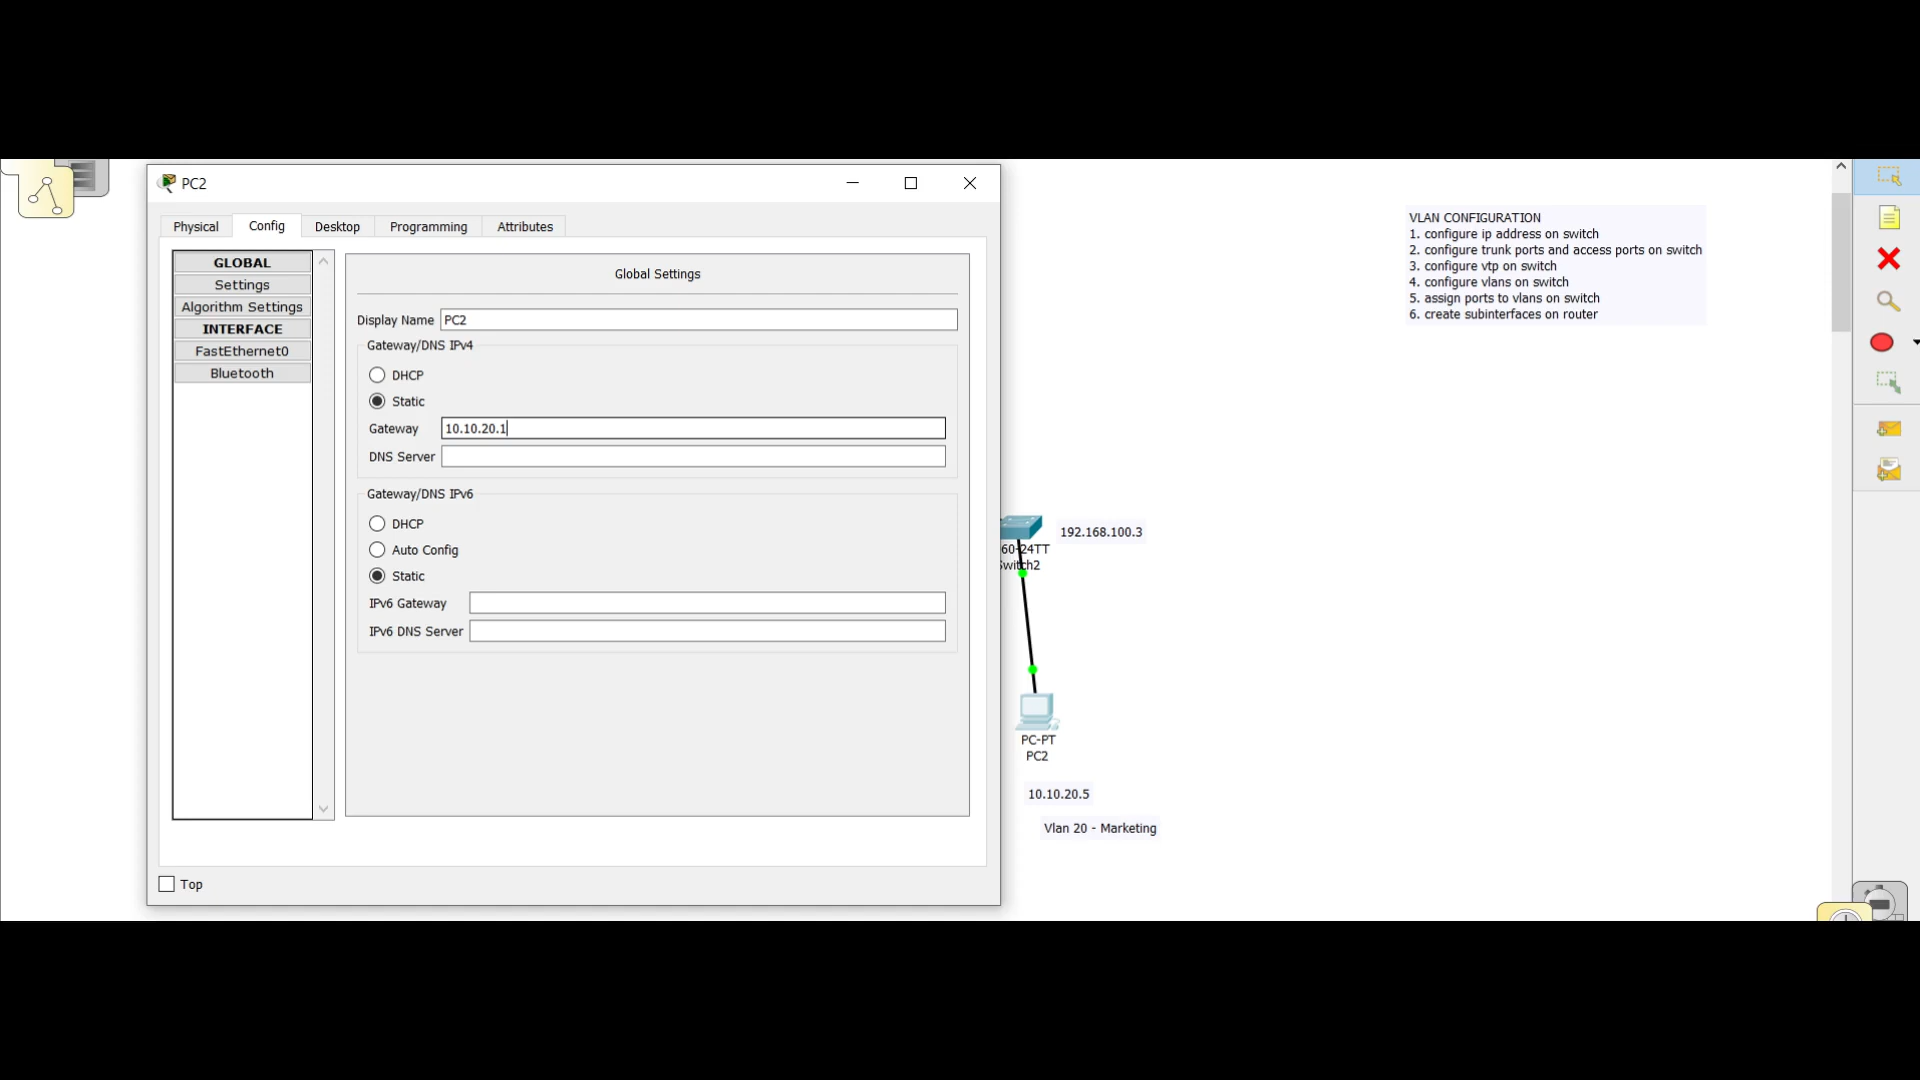 PC2
Physical
Config
Desktop
Programming
Attributes
GLOBAL
Settings
Algorithm Settings
INTERFACE
FastEthernet0
Bluetooth
Global Settings
Display Name PC2
Gateway/DNS IPv4
DHCP
Static
Gateway 10.10.20.1
DNS Server
Gateway/DNS IPv6
DHCP
Auto Config
Static
IPv6 Gateway
IPv6 DNS Server
Top
VLAN CONFIGURATION
1. configure ip address on switch
2. configure trunk ports and access ports on switch
3. configure vtp on switch
4. configure vlans on switch
5. assign ports to vlans on switch
6. create subinterfaces on router
192.168.100.3
60-24TT
Switch2
PC-PT
PC2
10.10.20.5
Vlan 20 - Marketing